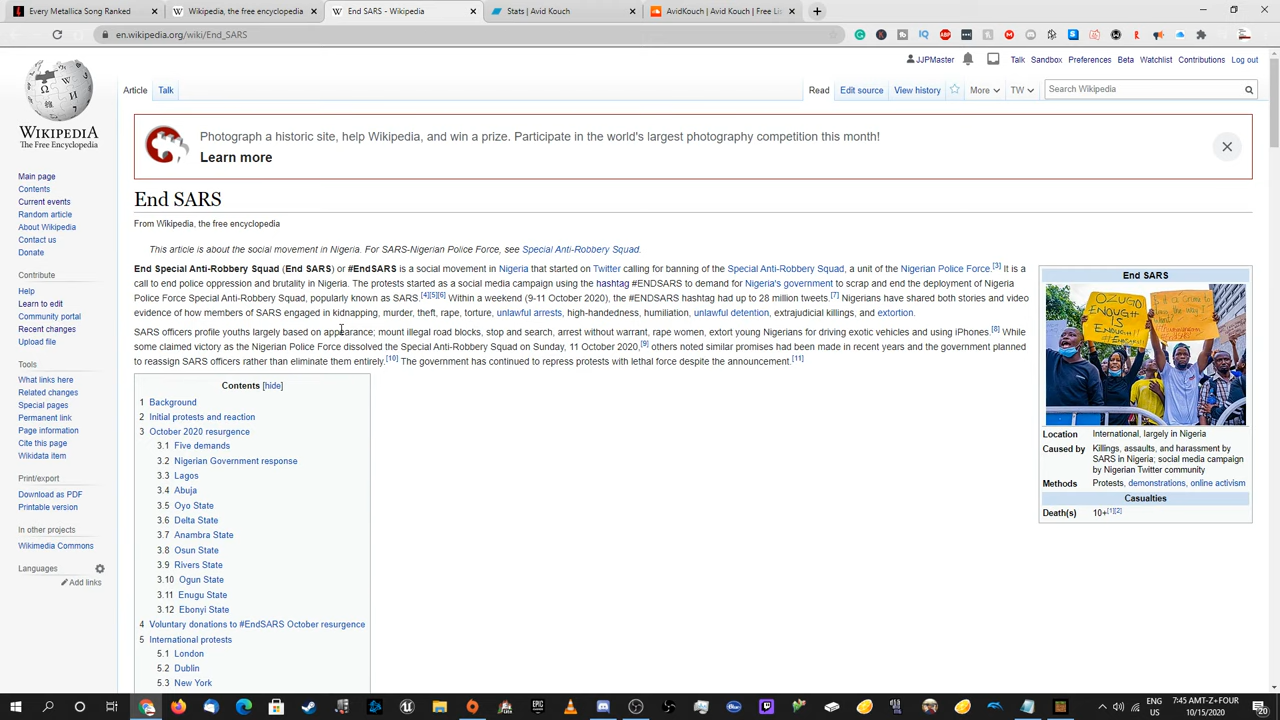 Every Metallica Song Ranked
Wikipedia, the free encyclopedia
End SARS - Wikipedia
Stats | Avid Kouch
AvidKouch | Free Lis
en.wikipedia.org/wiki/End_SARS
JJPMaster Talk Sandbox Preferences Beta Watchlist Contributions Log out
Article Talk Read Edit source View history More TW Search Wikipedia
WIKIPEDIA
The Free Encyclopedia
Main page
Contents
Current events
Random article
About Wikipedia
Contact us
Donate
Contribute
Help
Learn to edit
Community portal
Recent changes
Upload file
Tools
What links here
Related changes
Special pages
Permanent link
Page information
Cite this page
Wikidata item
Print/export
Download as PDF
Printable version
In other projects
Wikimedia Commons
Languages
Add links
Photograph a historic site, help Wikipedia, and win a prize. Participate in the world's largest photography competition this month!
Learn more
End SARS
From Wikipedia, the free encyclopedia
This article is about the social movement in Nigeria. For SARS-Nigerian Police Force, see Special Anti-Robbery Squad.
End Special Anti-Robbery Squad (End SARS) or #EndSARS is a social movement in Nigeria that started on Twitter calling for banning of the Special Anti-Robbery Squad, a unit of the Nigerian Police Force.[3] It is a
call to end police oppression and brutality in Nigeria. The protests started as a social media campaign using the hashtag #ENDSARS to demand for Nigeria's government to scrap and end the deployment of Nigeria
Police Force Special Anti-Robbery Squad, popularly known as SARS.[4][5][6] Within a weekend (9-11 October 2020), the #ENDSARS hashtag had up to 28 million tweets.[7] Nigerians have shared both stories and video
evidence of how members of SARS engaged in kidnapping, murder, theft, rape, torture, unlawful arrests, high-handedness, humiliation, unlawful detention, extrajudicial killings, and extortion.
SARS officers profile youths largely based on appearance; mount illegal road blocks, stop and search, arrest without warrant, rape women, extort young Nigerians for driving exotic vehicles and using iPhones.[8] While
some claimed victory as the Nigerian Police Force dissolved the Special Anti-Robbery Squad on Sunday, 11 October 2020,[9] others noted similar promises had been made in recent years and the government planned
to reassign SARS officers rather than eliminate them entirely.[10] The government has continued to repress protests with lethal force despite the announcement.[11]
Contents [hide]
1 Background
2 Initial protests and reaction
3 October 2020 resurgence
3.1 Five demands
3.2 Nigerian Government response
3.3 Lagos
3.4 Abuja
3.5 Oyo State
3.6 Delta State
3.7 Anambra State
3.8 Osun State
3.9 Rivers State
3.10 Ogun State
3.11 Enugu State
3.12 Ebonyi State
4 Voluntary donations to #EndSARS October resurgence
5 International protests
5.1 London
5.2 Dublin
5.3 New York
End SARS
OZUGO
ENOUGH
IS
ENOUGH
Location International, largely in Nigeria
Caused by Killings, assaults, and harassment by
SARS in Nigeria; social media campaign
by Nigerian Twitter community
Methods Protests, demonstrations, online activism
Casualties
Death(s) 10+[1][2]
ENG
US
7:45 AMT-Z+FOUR
10/15/2020
20